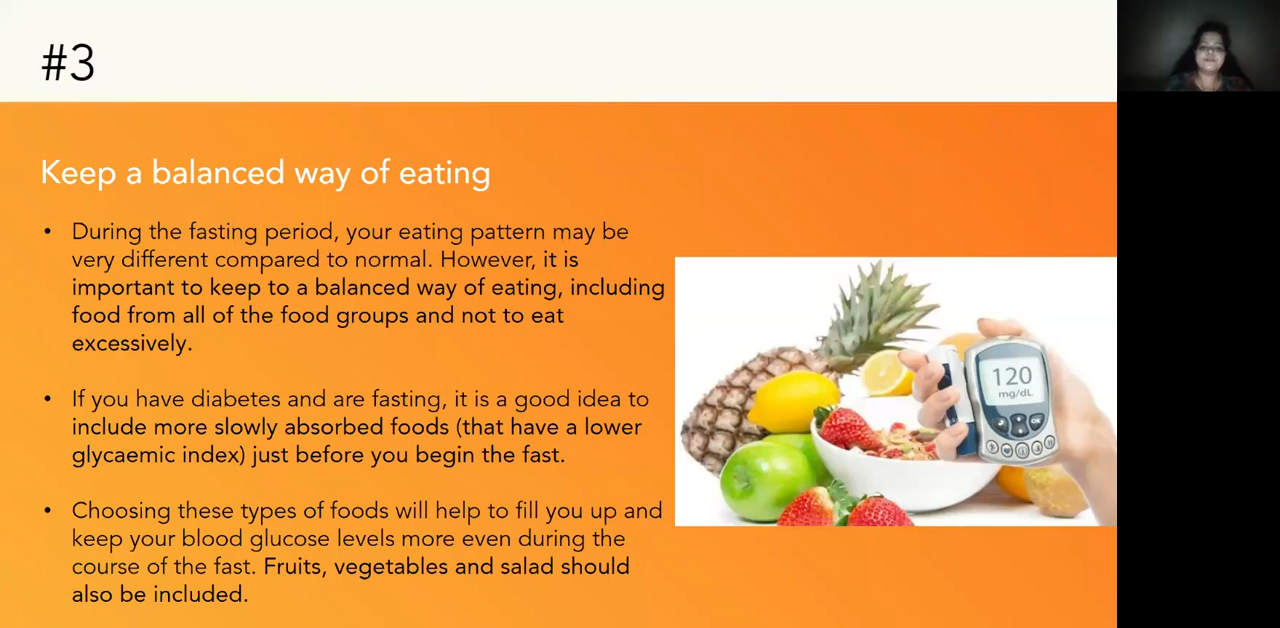 #3
Keep a balanced way of eating
• During the fasting period, your eating pattern may be
very different compared to normal. However, it is
important to keep to a balanced way of eating, including
food from all of the food groups and not to eat
excessively.
• If you have diabetes and are fasting, it is a good idea to
include more slowly absorbed foods (that have a lower
glycaemic index) just before you begin the fast.
• Choosing these types of foods will help to fill you up and
keep your blood glucose levels more even during the
course of the fast. Fruits, vegetables and salad should
also be included.
120
mg/dL
OK